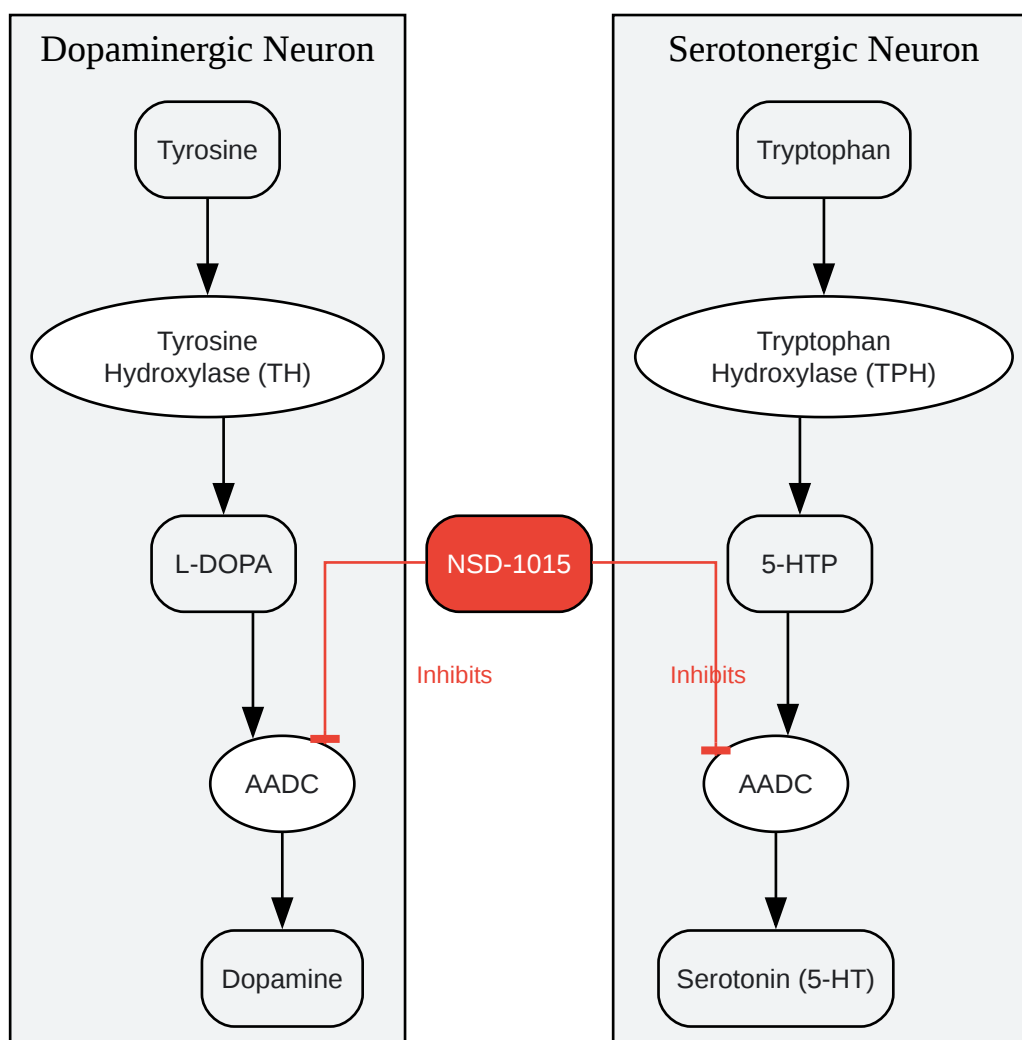 Dopaminergic Neuron
Tyrosine
Tyrosine
Hydroxylase (TH)
L-DOPA
AADC
Dopamine
NSD-1015
Inhibits
Inhibits
Serotonergic Neuron
Tryptophan
Tryptophan
Hydroxylase (TPH)
5-HTP
AADC
Serotonin (5-HT)